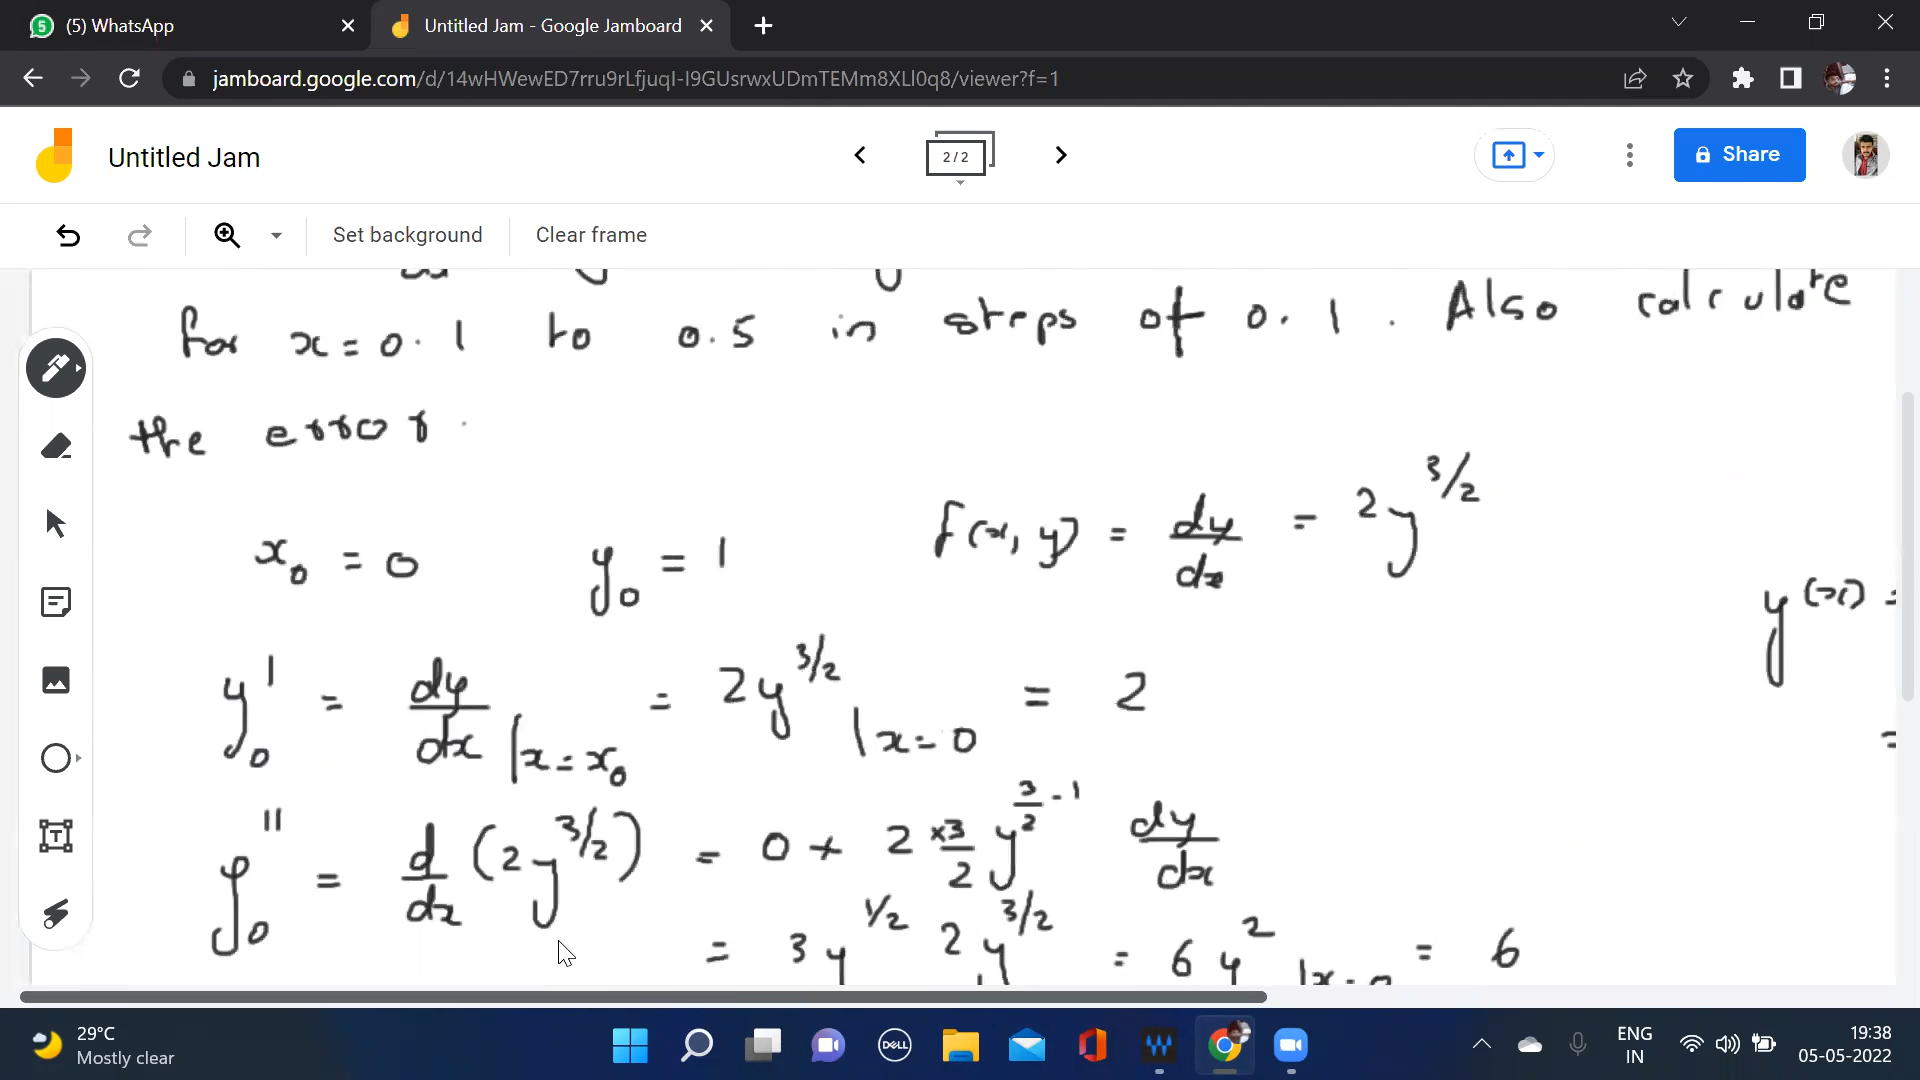 (5) WhatsApp
Untitled Jam - Google Jamboard
jamboard.google.com/d/14wHWewED7rru9rLfjuqI-I9GUsrwxUDmTEMm8XLl0q8/viewer?f=1
Untitled Jam
2 / 2
Share
Set background
Clear frame
for x = 0.1 to 0.5 in steps of 0.1. Also calculate
the error.
f(x, y) = dy/dx = 2y^(3/2)
x₀ = 0 y₀ = 1
y(x) =
y₀' = dy/dx |x = x₀ = 2y^(3/2) |x = 0 = 2
=
y₀'' = d/dx (2y^(3/2)) = 0 + 2 × 3/2 y^(3/2 - 1) dy/dx
= 3y^(1/2) 2y^(3/2) = 6y² |x = 0 = 6
29°C
Mostly clear
DELL
ENG
IN
19:38
05-05-2022